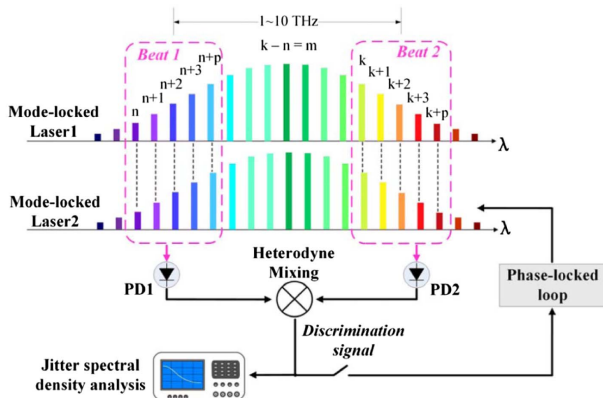 1~10 THz
Beat 1
k – n = m
Beat 2
n
n+1
n+2
n+3
n+p
k
k+1
k+2
k+3
k+p
Mode-locked
Laser1
λ
Mode-locked
Laser2
λ
Heterodyne
Mixing
PD1
PD2
Phase-locked
loop
Discrimination
signal
Jitter spectral
density analysis